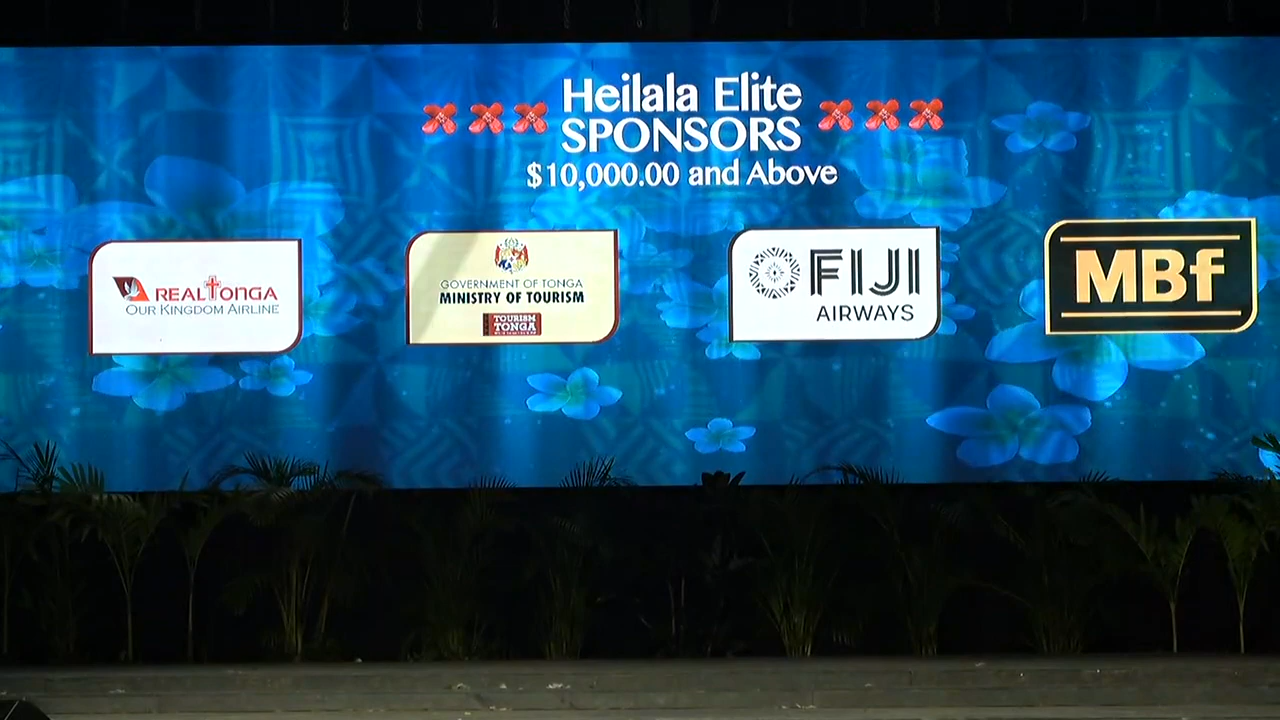 Heilala Elite
SPONSORS
$10,000.00 and Above
REALTONGA
OUR KINGDOM AIRLINE
GOVERNMENT OF TONGA
MINISTRY OF TOURISM
TOURISM
TONGA
FIJI
AIRWAYS
MBf